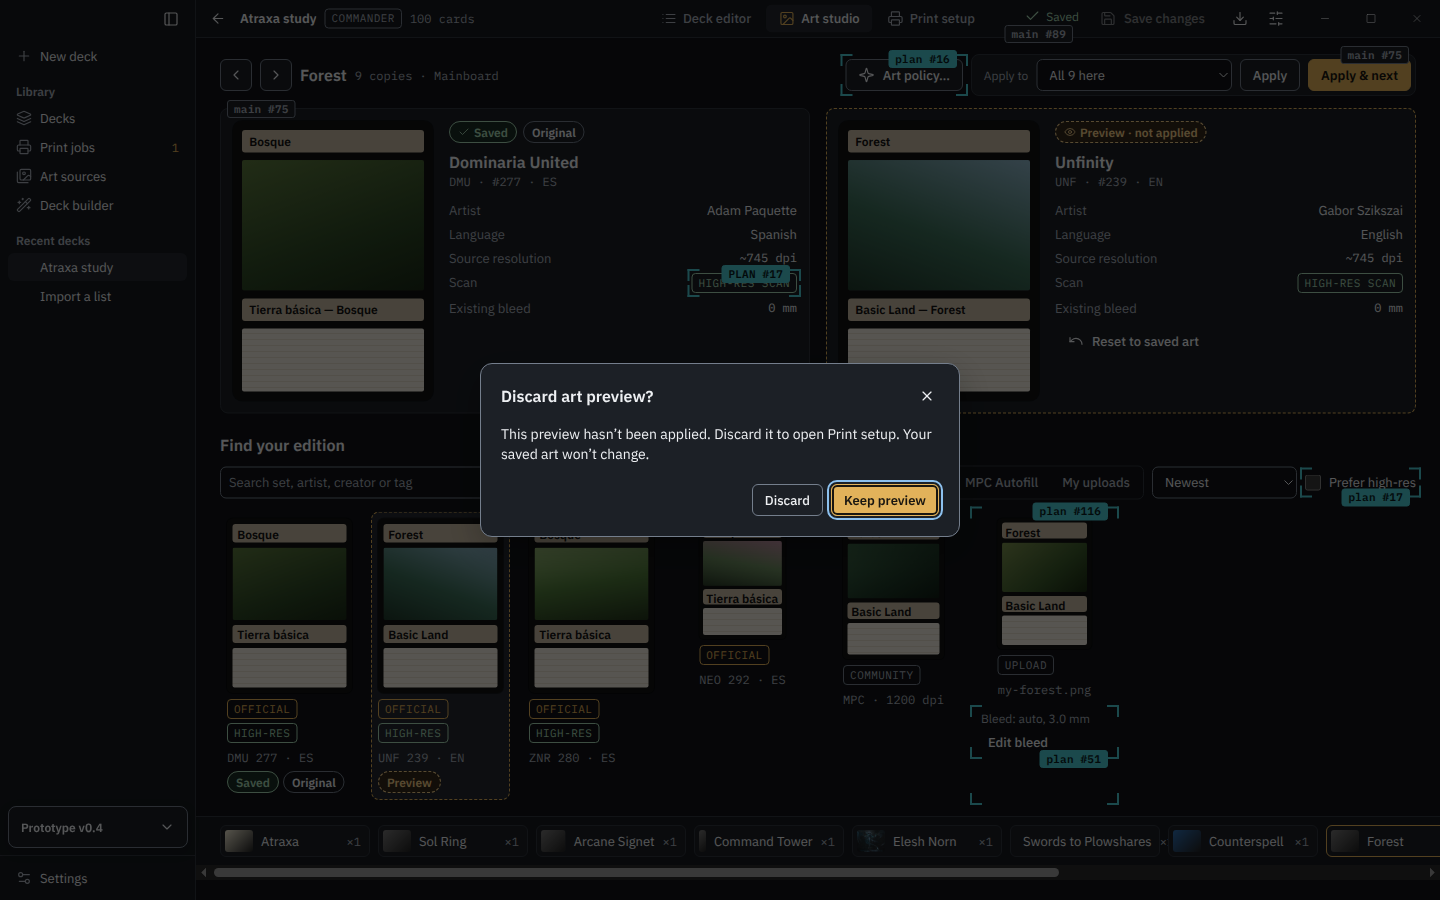 Atraxa study COMMANDER 100 cards
Deck editor
Art studio
Print setup
Saved
Save changes
main #89
New deck
Library
Decks
Print jobs 1
Art sources
Deck builder
Recent decks
Atraxa study
Import a list
Prototype v0.4
Settings
Forest 9 copies · Mainboard
plan #16
Art policy...
Apply to
All 9 here
Apply
Apply & next
main #75
main #75
Bosque
Tierra básica — Bosque
Saved
Original
Dominaria United
DMU · #277 · ES
Artist Adam Paquette
Language Spanish
Source resolution ~745 dpi
PLAN #17
Scan HIGH-RES SCAN
Existing bleed 0 mm
Forest
Basic Land — Forest
Preview · not applied
Unfinity
UNF · #239 · EN
Artist Gabor Szikszai
Language English
Source resolution ~745 dpi
Scan HIGH-RES SCAN
Existing bleed 0 mm
Reset to saved art
Discard art preview?
This preview hasn’t been applied. Discard it to open Print setup. Your
saved art won’t change.
Discard
Keep preview
Find your edition
Search set, artist, creator or tag
MPC Autofill
My uploads
Newest
Prefer high-res
plan #17
Bosque
Tierra básica
OFFICIAL
HIGH-RES
DMU 277 · ES
Saved
Original
Forest
Basic Land
OFFICIAL
HIGH-RES
UNF 239 · EN
Preview
Tierra básica
OFFICIAL
HIGH-RES
ZNR 280 · ES
Tierra básica
OFFICIAL
NEO 292 · ES
Basic Land
COMMUNITY
MPC · 1200 dpi
plan #116
Forest
Basic Land
UPLOAD
my-forest.png
Bleed: auto, 3.0 mm
Edit bleed
plan #51
Atraxa ×1
Sol Ring ×1
Arcane Signet ×1
Command Tower ×1
Elesh Norn ×1
Swords to Plowshares ×
Counterspell ×1
Forest